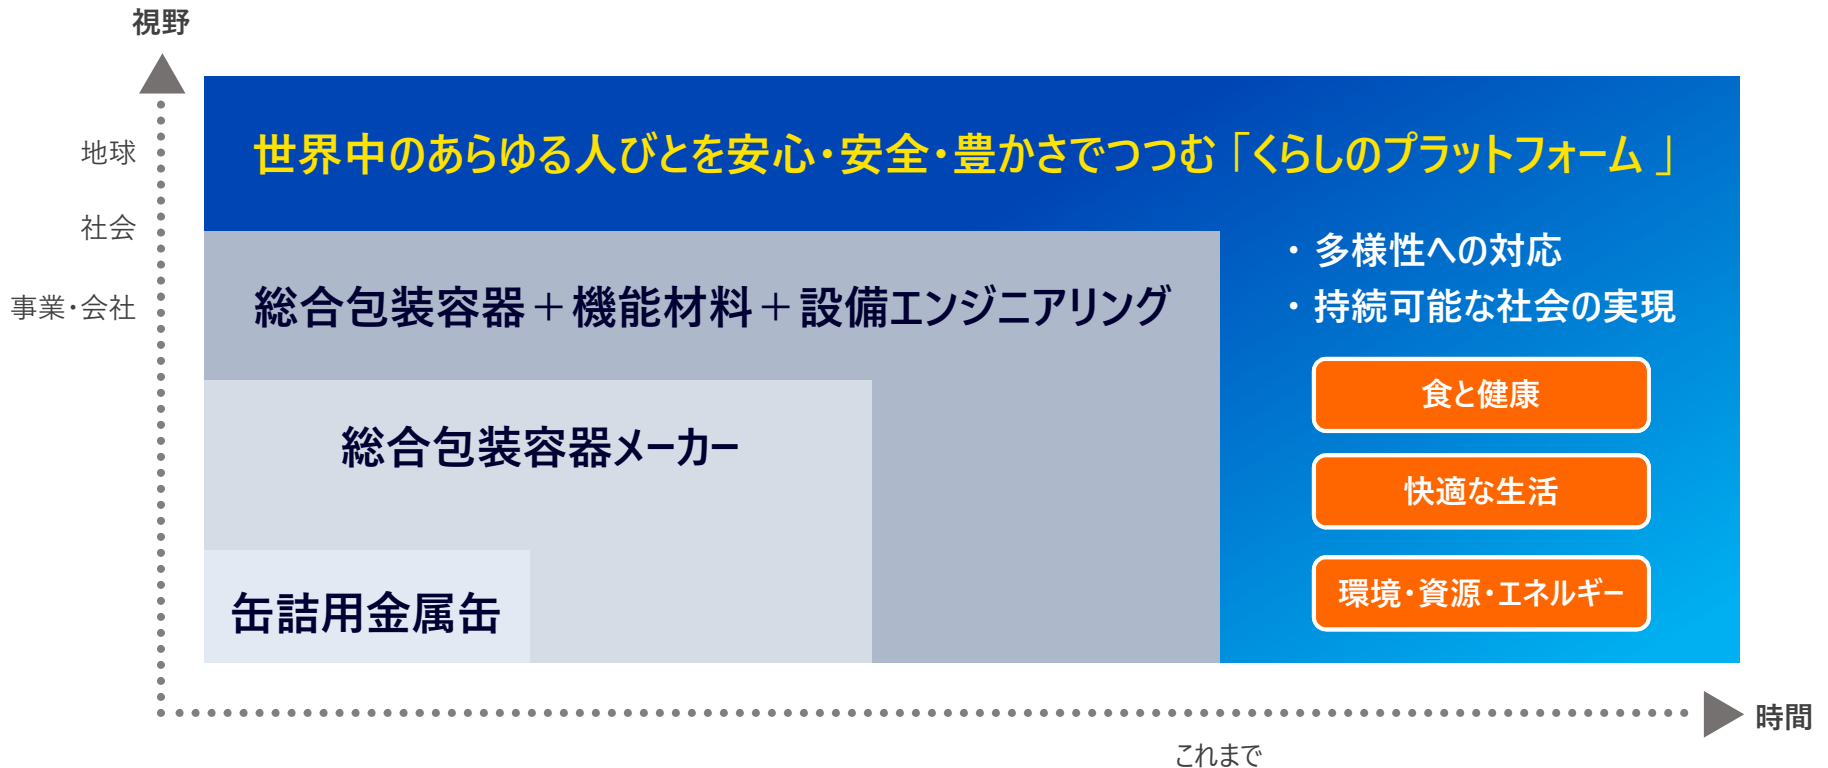 視野
地球
社会
事業・会社
世界中のあらゆる人びとを安心・安全・豊かさでつつむ「くらしのプラットフォーム」
・多様性への対応
・持続可能な社会の実現
総合包装容器＋機能材料＋設備エンジニアリング
食と健康
総合包装容器メーカー
快適な生活
環境・資源・エネルギー
缶詰用金属缶
時間
これまで